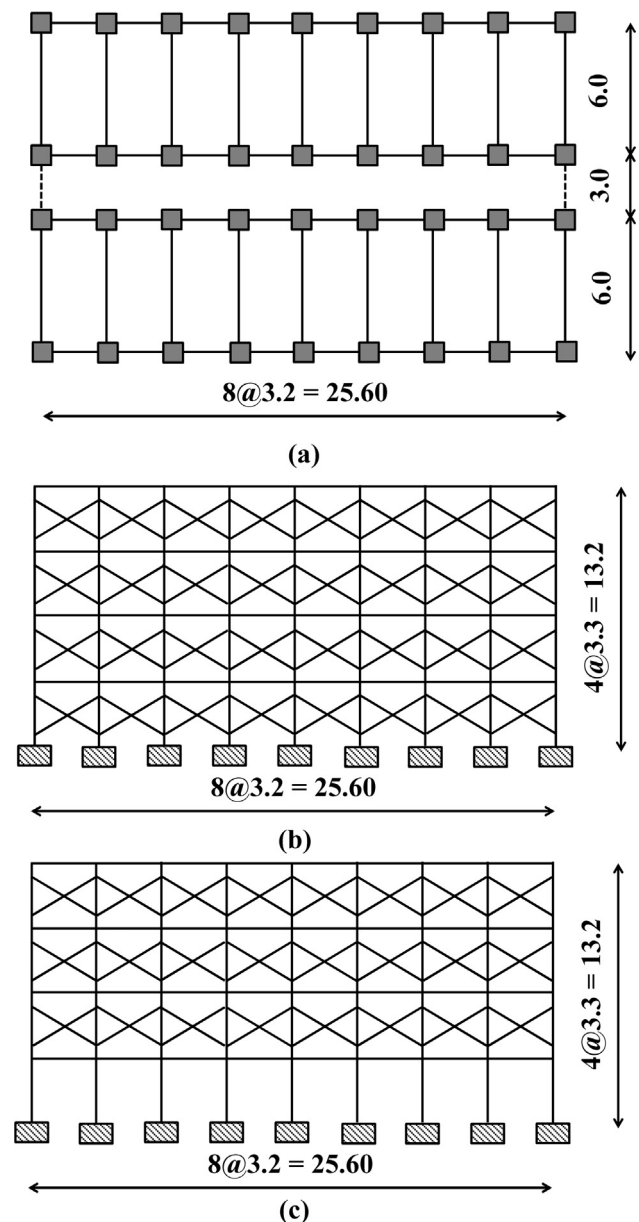 6.0
3.0
6.0
8@3.2 = 25.60
(a)
4@3.3 = 13.2
8@3.2 = 25.60
(b)
4@3.3 = 13.2
8@3.2 = 25.60
(c)